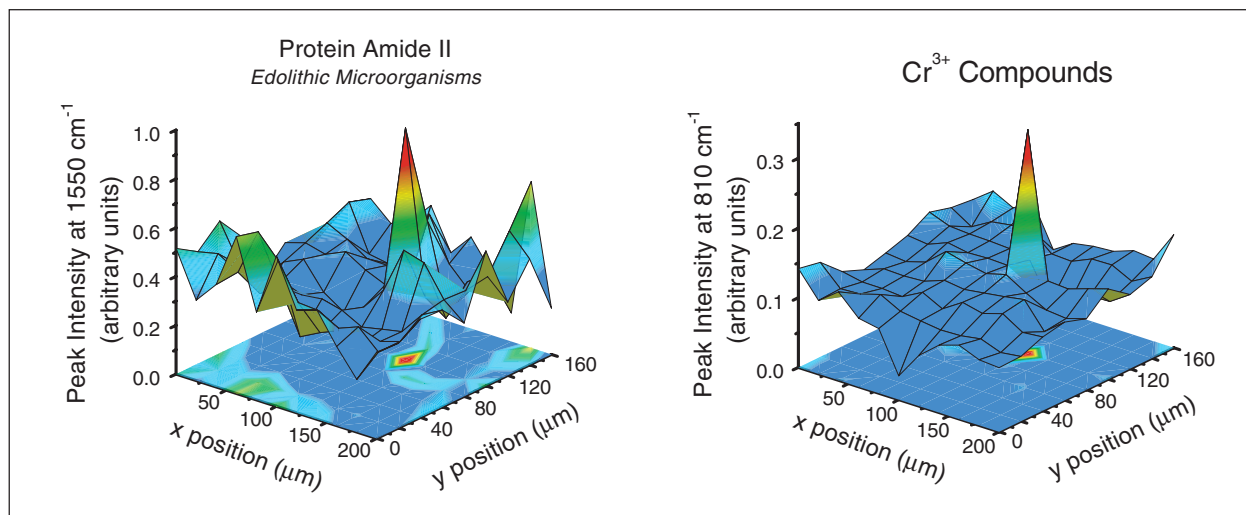 Protein Amide II
Edolithic Microorganisms
Peak Intensity at 1550 cm⁻¹
(arbitrary units)
1.0
0.8
0.6
0.4
0.2
0.0
50
100
150
200
x position (μm)
0
40
80
120
160
y position (μm)
Cr³⁺ Compounds
Peak Intensity at 810 cm⁻¹
(arbitrary units)
0.3
0.2
0.1
0.0
50
100
150
200
x position (μm)
0
40
80
120
160
y position (μm)